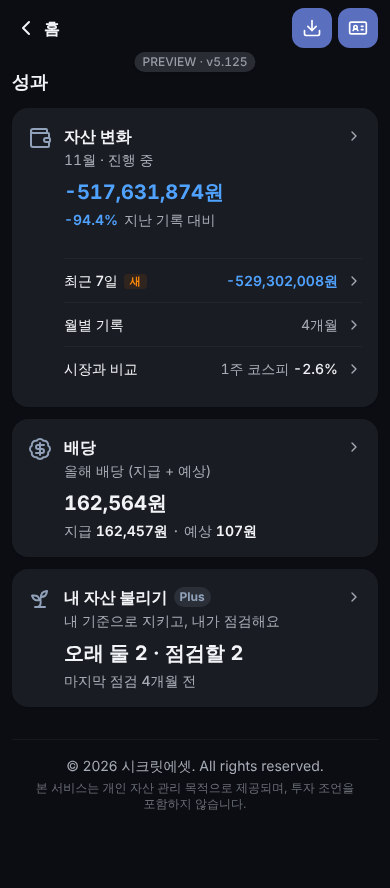 홈
PREVIEW · v5.125
성과
자산 변화
11월 · 진행 중
-517,631,874원
-94.4% 지난 기록 대비
최근 7일 새 -529,302,008원
월별 기록 4개월
시장과 비교 1주 코스피 -2.6%
배당
올해 배당 (지급 + 예상)
162,564원
지급 162,457원 · 예상 107원
내 자산 불리기 Plus
내 기준으로 지키고, 내가 점검해요
오래 둘 2 · 점검할 2
마지막 점검 4개월 전
© 2026 시크릿에셋. All rights reserved.
본 서비스는 개인 자산 관리 목적으로 제공되며, 투자 조언을
포함하지 않습니다.